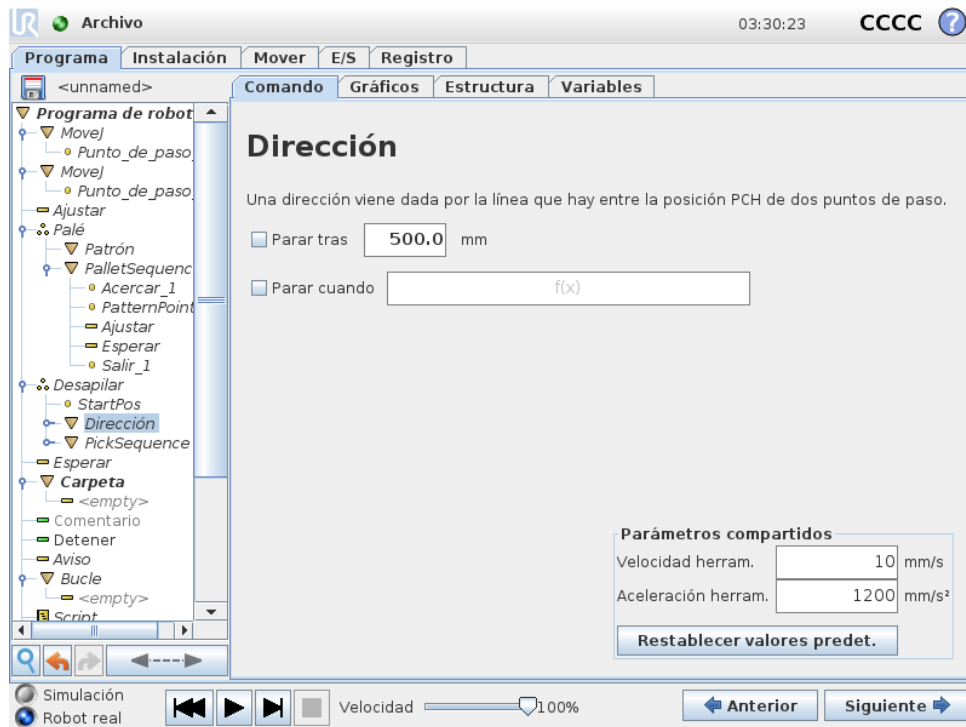 UR Archivo 03:30:23 CCCC ?
Programa Instalación Mover E/S Registro
<unnamed> Comando Gráficos Estructura Variables
Programa de robot
MoveJ
Punto_de_paso_
MoveJ
Punto_de_paso_
Ajustar
Palé
Patrón
PalletSequenc
Acercar_1
PatternPoint
Ajustar
Esperar
Salir_1
Desapilar
StartPos
Dirección
PickSequence
Esperar
Carpeta
<empty>
Comentario
Detener
Aviso
Bucle
<empty>
Script
Dirección
Una dirección viene dada por la línea que hay entre la posición PCH de dos puntos de paso.
Parar tras 500.0 mm
Parar cuando f(x)
Parámetros compartidos
Velocidad herram. 10 mm/s
Aceleración herram. 1200 mm/s²
Restablecer valores predet.
Simulación
Robot real
Velocidad 100%
Anterior Siguiente